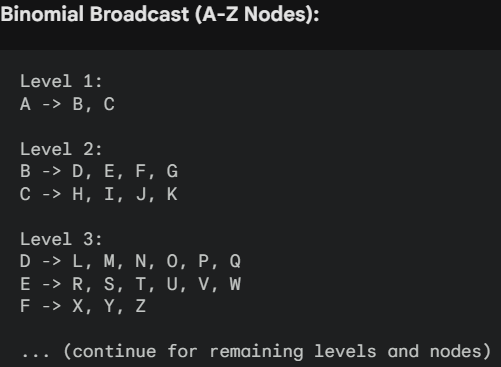 Binomial Broadcast (A-Z Nodes):
Level 1:
A -> B, C
Level 2:
B -> D, E, F, G
C -> H, I, J, K
Level 3:
D -> L, M, N, O, P, Q
E -> R, S, T, U, V, W
F -> X, Y, Z
... (continue for remaining levels and nodes)